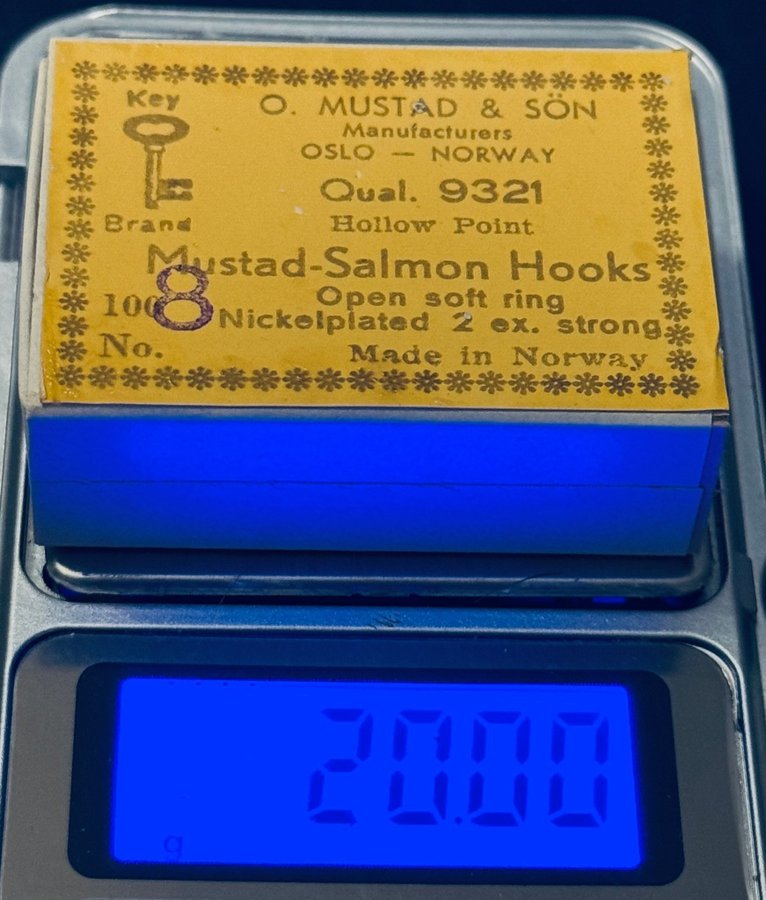 Key
Brand
O. MUSTAD & SÖN
Manufacturers
OSLO — NORWAY
Qual. 9321
Hollow Point
Mustad-Salmon Hooks
100
8
Open soft ring
Nickelplated 2 ex. strong
No.
Made in Norway
20.00
g